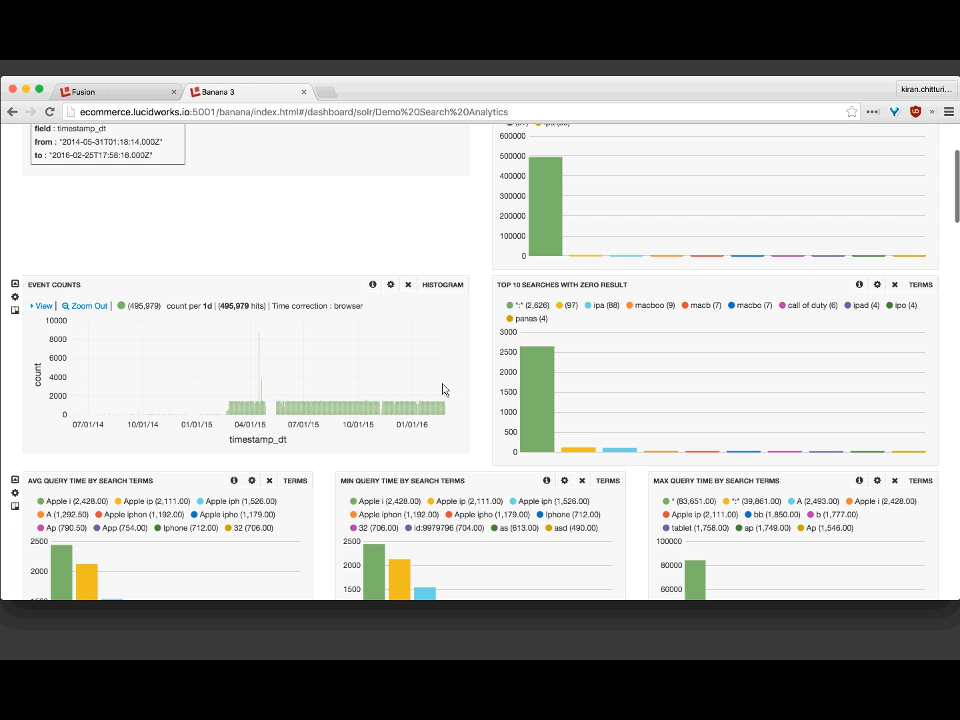 Fusion
Banana 3
kiran.chitturi...
ecommerce.lucidworks.io:5001/banana/index.html#/dashboard/solr/Demo%20Search%20Analytics
field : timestamp_dt
from : "2014-05-31T01:18:14.000Z"
to : "2016-02-25T17:58:18.000Z"
600000
500000
400000
300000
200000
100000
0
EVENT COUNTS
HISTOGRAM
View | Zoom Out | (495,979) count per 1d | (495,979 hits) | Time correction : browser
10000
8000
6000
4000
2000
0
count
07/01/14 10/01/14 01/01/15 04/01/15 07/01/15 10/01/15 01/01/16
timestamp_dt
TOP 10 SEARCHES WITH ZERO RESULT
TERMS
*:* (2,626) (97) ipa (88) macboo (9) macb (7) macbo (7) call of duty (6) ipad (4) ipo (4)
panas (4)
3000
2500
2000
1500
1000
500
0
AVG QUERY TIME BY SEARCH TERMS
TERMS
Apple i (2,428.00) Apple ip (2,111.00) Apple iph (1,526.00)
A (1,292.50) Apple iphon (1,192.00) Apple ipho (1,179.00)
Ap (790.50) App (754.00) Iphone (712.00) 32 (706.00)
2500
2000
1500
MIN QUERY TIME BY SEARCH TERMS
TERMS
Apple i (2,428.00) Apple ip (2,111.00) Apple iph (1,526.00)
Apple iphon (1,192.00) Apple ipho (1,179.00) Iphone (712.00)
32 (706.00) id:9979796 (704.00) as (613.00) asd (490.00)
2500
2000
1500
MAX QUERY TIME BY SEARCH TERMS
TERMS
* (83,651.00) *:* (39,861.00) A (2,493.00) Apple i (2,428.00)
Apple ip (2,111.00) bb (1,850.00) b (1,777.00)
tablet (1,758.00) ap (1,749.00) Ap (1,546.00)
100000
80000
60000